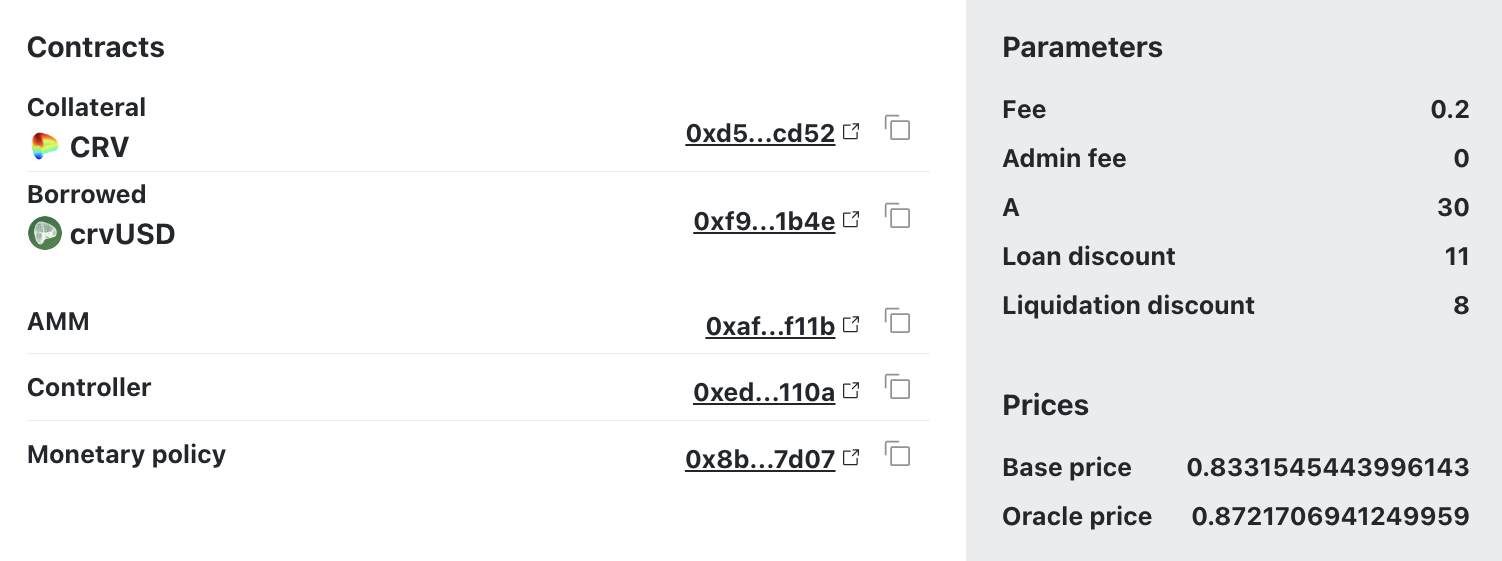 Contracts
Collateral
CRV
0xd5...cd52
Borrowed
crvUSD
0xf9...1b4e
AMM
0xaf...f11b
Controller
0xed...110a
Monetary policy
0x8b...7d07
Parameters
Fee 0.2
Admin fee 0
A 30
Loan discount 11
Liquidation discount 8
Prices
Base price 0.8331545443996143
Oracle price 0.8721706941249959